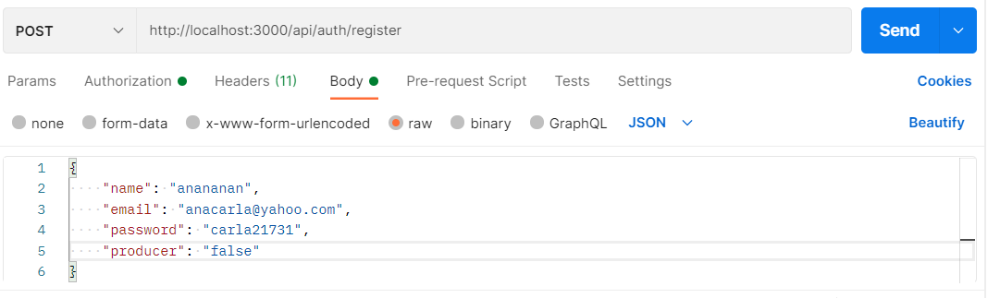 POST http://localhost:3000/api/auth/register Send
Params Authorization Headers (11) Body Pre-request Script Tests Settings Cookies
none form-data x-www-form-urlencoded raw binary GraphQL JSON Beautify
1 {
2 "name": "anananan",
3 "email": "anacarla@yahoo.com",
4 "password": "carla21731",
5 "producer": "false"
6 }